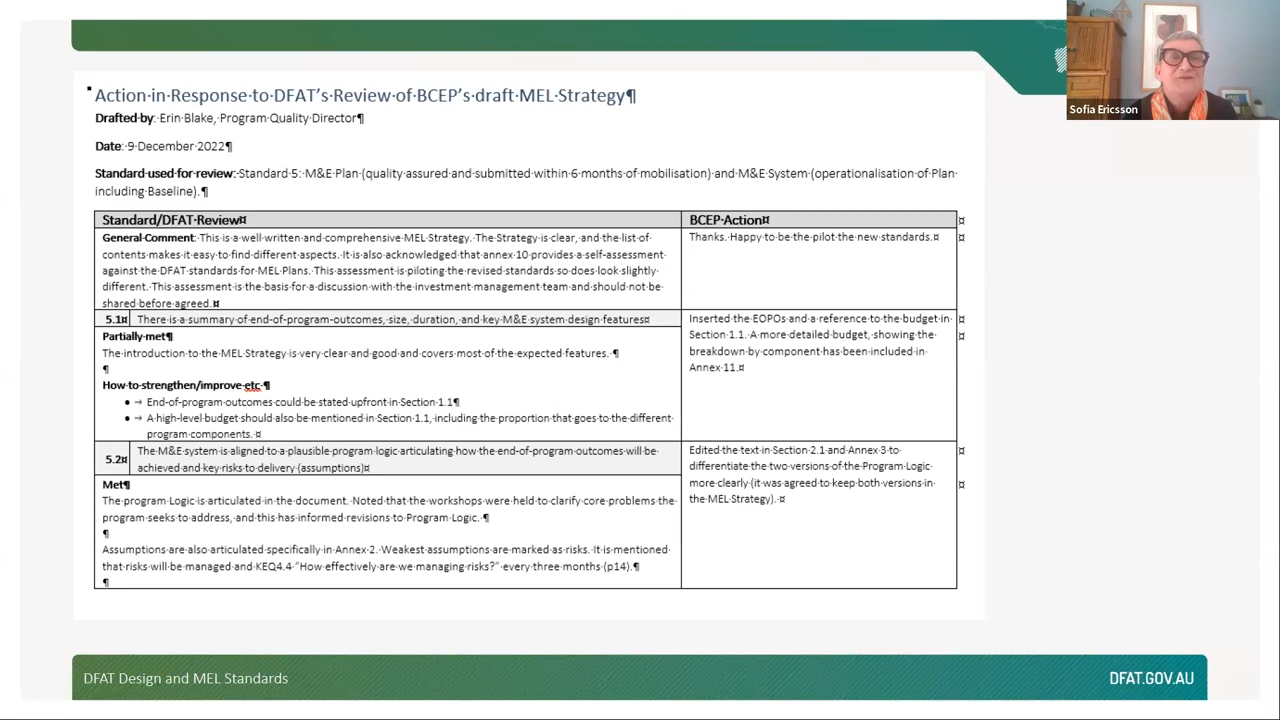 Sofia Ericsson
Action·in·Response·to·DFAT's·Review·of·BCEP's·draft·MEL·Strategy¶
Drafted·by:·Erin·Blake,·Program·Quality·Director¶
Date:·9·December·2022¶
Standard·used·for·review:·Standard·5:·M&E·Plan·(quality·assured·and·submitted·within·6·months·of·mobilisation)·and·M&E·System·(operationalisation·of·Plan·
including·Baseline).¶
Standard/DFAT·Review¤
BCEP·Action¤
General·Comment:·This·is·a·well·written·and·comprehensive·MEL·Strategy.·The·Strategy·is·clear,·and·the·list·of·
contents·makes·it·easy·to·find·different·aspects.·It·is·also·acknowledged·that·annex·10·provides·a·self-assessment·
against·the·DFAT·standards·for·MEL·Plans.·This·assessment·is·piloting·the·revised·standards·so·does·look·slightly·
different.·This·assessment·is·the·basis·for·a·discussion·with·the·investment·management·team·and·should·not·be·
shared·before·agreed.¤
Thanks.·Happy·to·be·the·pilot·the·new·standards.¤
5.1¤
There·is·a·summary·of·end-of-program-outcomes,·size,·duration,·and·key·M&E·system·design·features¤
Partially·met¶
The·introduction·to·the·MEL·Strategy·is·very·clear·and·good·and·covers·most·of·the·expected·features.·¶
¶
How·to·strengthen/improve·etc·¶
●→End-of-program-outcomes·could·be·stated·upfront·in·Section·1.1¶
●→A·high-level·budget·should·also·be·mentioned·in·Section·1.1,·including·the·proportion·that·goes·to·the·different·
program·components.·¤
Inserted·the·EOPOs·and·a·reference·to·the·budget·in·
Section·1.1.·A·more·detailed·budget,·showing·the·
breakdown·by·component·has·been·included·in·
Annex·11.¤
5.2¤
The·M&E·system·is·aligned·to·a·plausible·program·logic·articulating·how·the·end-of-program·outcomes·will·be·
achieved·and·key·risks·to·delivery·(assumptions)¤
Met¶
The·program·Logic·is·articulated·in·the·document.·Noted·that·the·workshops·were·held·to·clarify·core·problems·the·
program·seeks·to·address,·and·this·has·informed·revisions·to·Program·Logic.·¶
¶
Assumptions·are·also·articulated·specifically·in·Annex·2.·Weakest·assumptions·are·marked·as·risks.·It·is·mentioned·
that·risks·will·be·managed·and·KEQ4.4·"How·effectively·are·we·managing·risks?"·every·three·months·(p14).¶
¶
Edited·the·text·in·Section·2.1·and·Annex·3·to·
differentiate·the·two·versions·of·the·Program·Logic·
more·clearly·(it·was·agreed·to·keep·both·versions·in·
the·MEL·Strategy).·¤
DFAT Design and MEL Standards
DFAT.GOV.AU